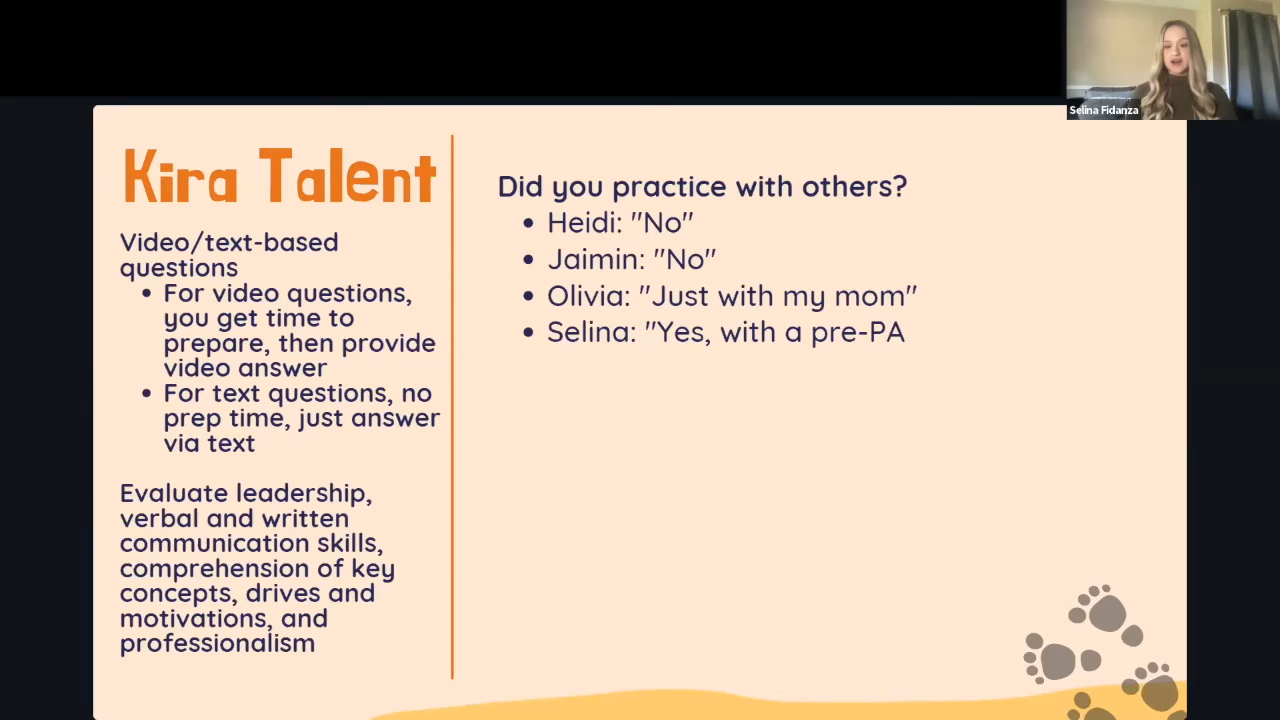 Selina Fidanza
Kira Talent
Video/text-based
questions
• For video questions,
you get time to
prepare, then provide
video answer
• For text questions, no
prep time, just answer
via text
Evaluate leadership,
verbal and written
communication skills,
comprehension of key
concepts, drives and
motivations, and
professionalism
Did you practice with others?
• Heidi: "No"
• Jaimin: "No"
• Olivia: "Just with my mom"
• Selina: "Yes, with a pre-PA